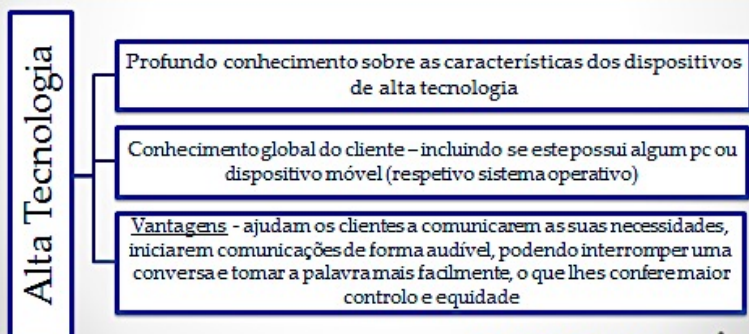 Alta Tecnologia
Profundo conhecimento sobre as características dos dispositivos
de alta tecnologia
Conhecimento global do cliente – incluindo se este possui algum pc ou
dispositivo móvel (respetivo sistema operativo)
Vantagens - ajudam os clientes a comunicarem as suas necessidades,
iniciarem comunicações de forma audível, podendo interromper uma
conversa e tomar a palavra mais facilmente, o que lhes confere maior
controlo e equidade